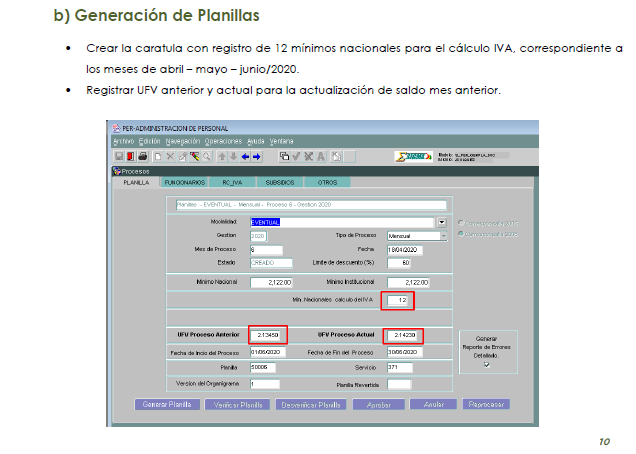 b) Generación de Planillas
• Crear la caratula con registro de 12 mínimos nacionales para el cálculo IVA, correspondiente a
los meses de abril – mayo – junio/2020.
• Registrar UFV anterior y actual para la actualización de saldo mes anterior.
PER-ADMINISTRACION DE PERSONAL
Archivo Edición Navegación Operaciones Ayuda Ventana
Procesos
PLANILLA FUNCIONARIOS RC_IVA SUBSIDIOS OTROS
Planillas - EVENTUAL - Mensual - Proceso 6 - Gestion 2020
Modalidad EVENTUAL
Gestion 2020 Tipo de Proceso Mensual
Mes de Proceso 6 Fecha 18/04/2020
Estado CREADO Limite de descuento (%) 60
Minimo Nacional 2,122.00 Minimo Institucional 2,122.00
Min. Nacionales calculo del IVA 12
UFV Proceso Anterior 2.13450 UFV Proceso Actual 2.14230
Fecha de Inicio del Proceso 01/06/2020 Fecha de Fin del Proceso 30/06/2020
Planilla 50006 Servicio 371
Version del Organigrama 1 Planilla Revertida
Generar
Reporte de Errores
Detallado.
Generar Planilla Verificar Planilla Desverificar Planilla Aprobar Anular Reprocesar
10